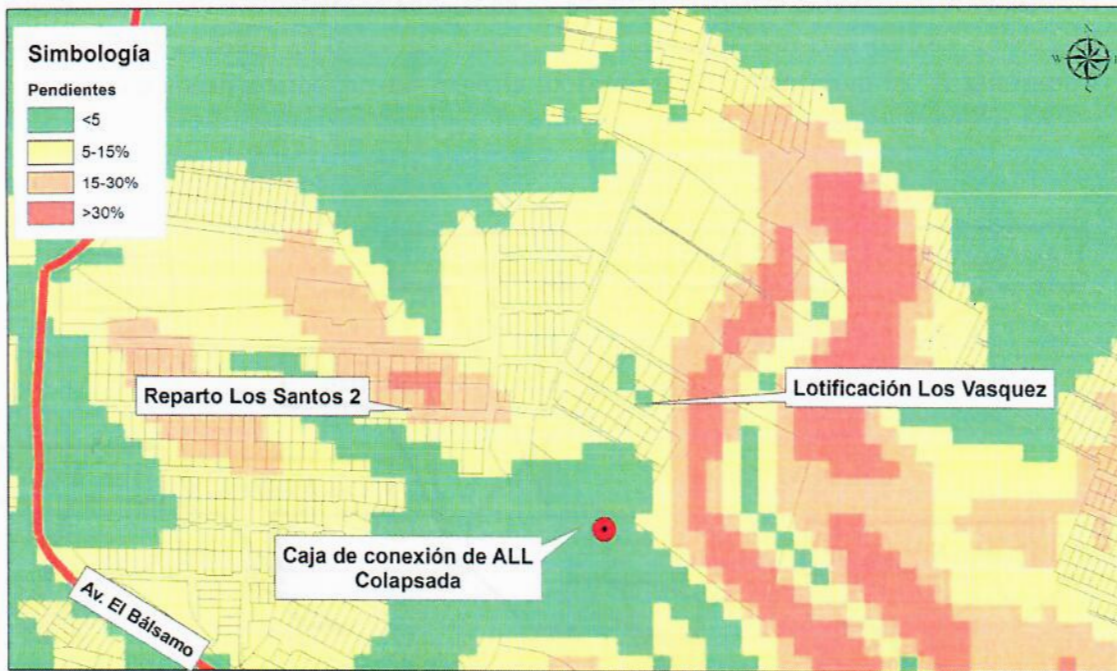 Simbología
Pendientes
<5
5-15%
15-30%
>30%
N
W
Reparto Los Santos 2
Lotificación Los Vasquez
Caja de conexión de ALL
Colapsada
Av. El Bálsamo